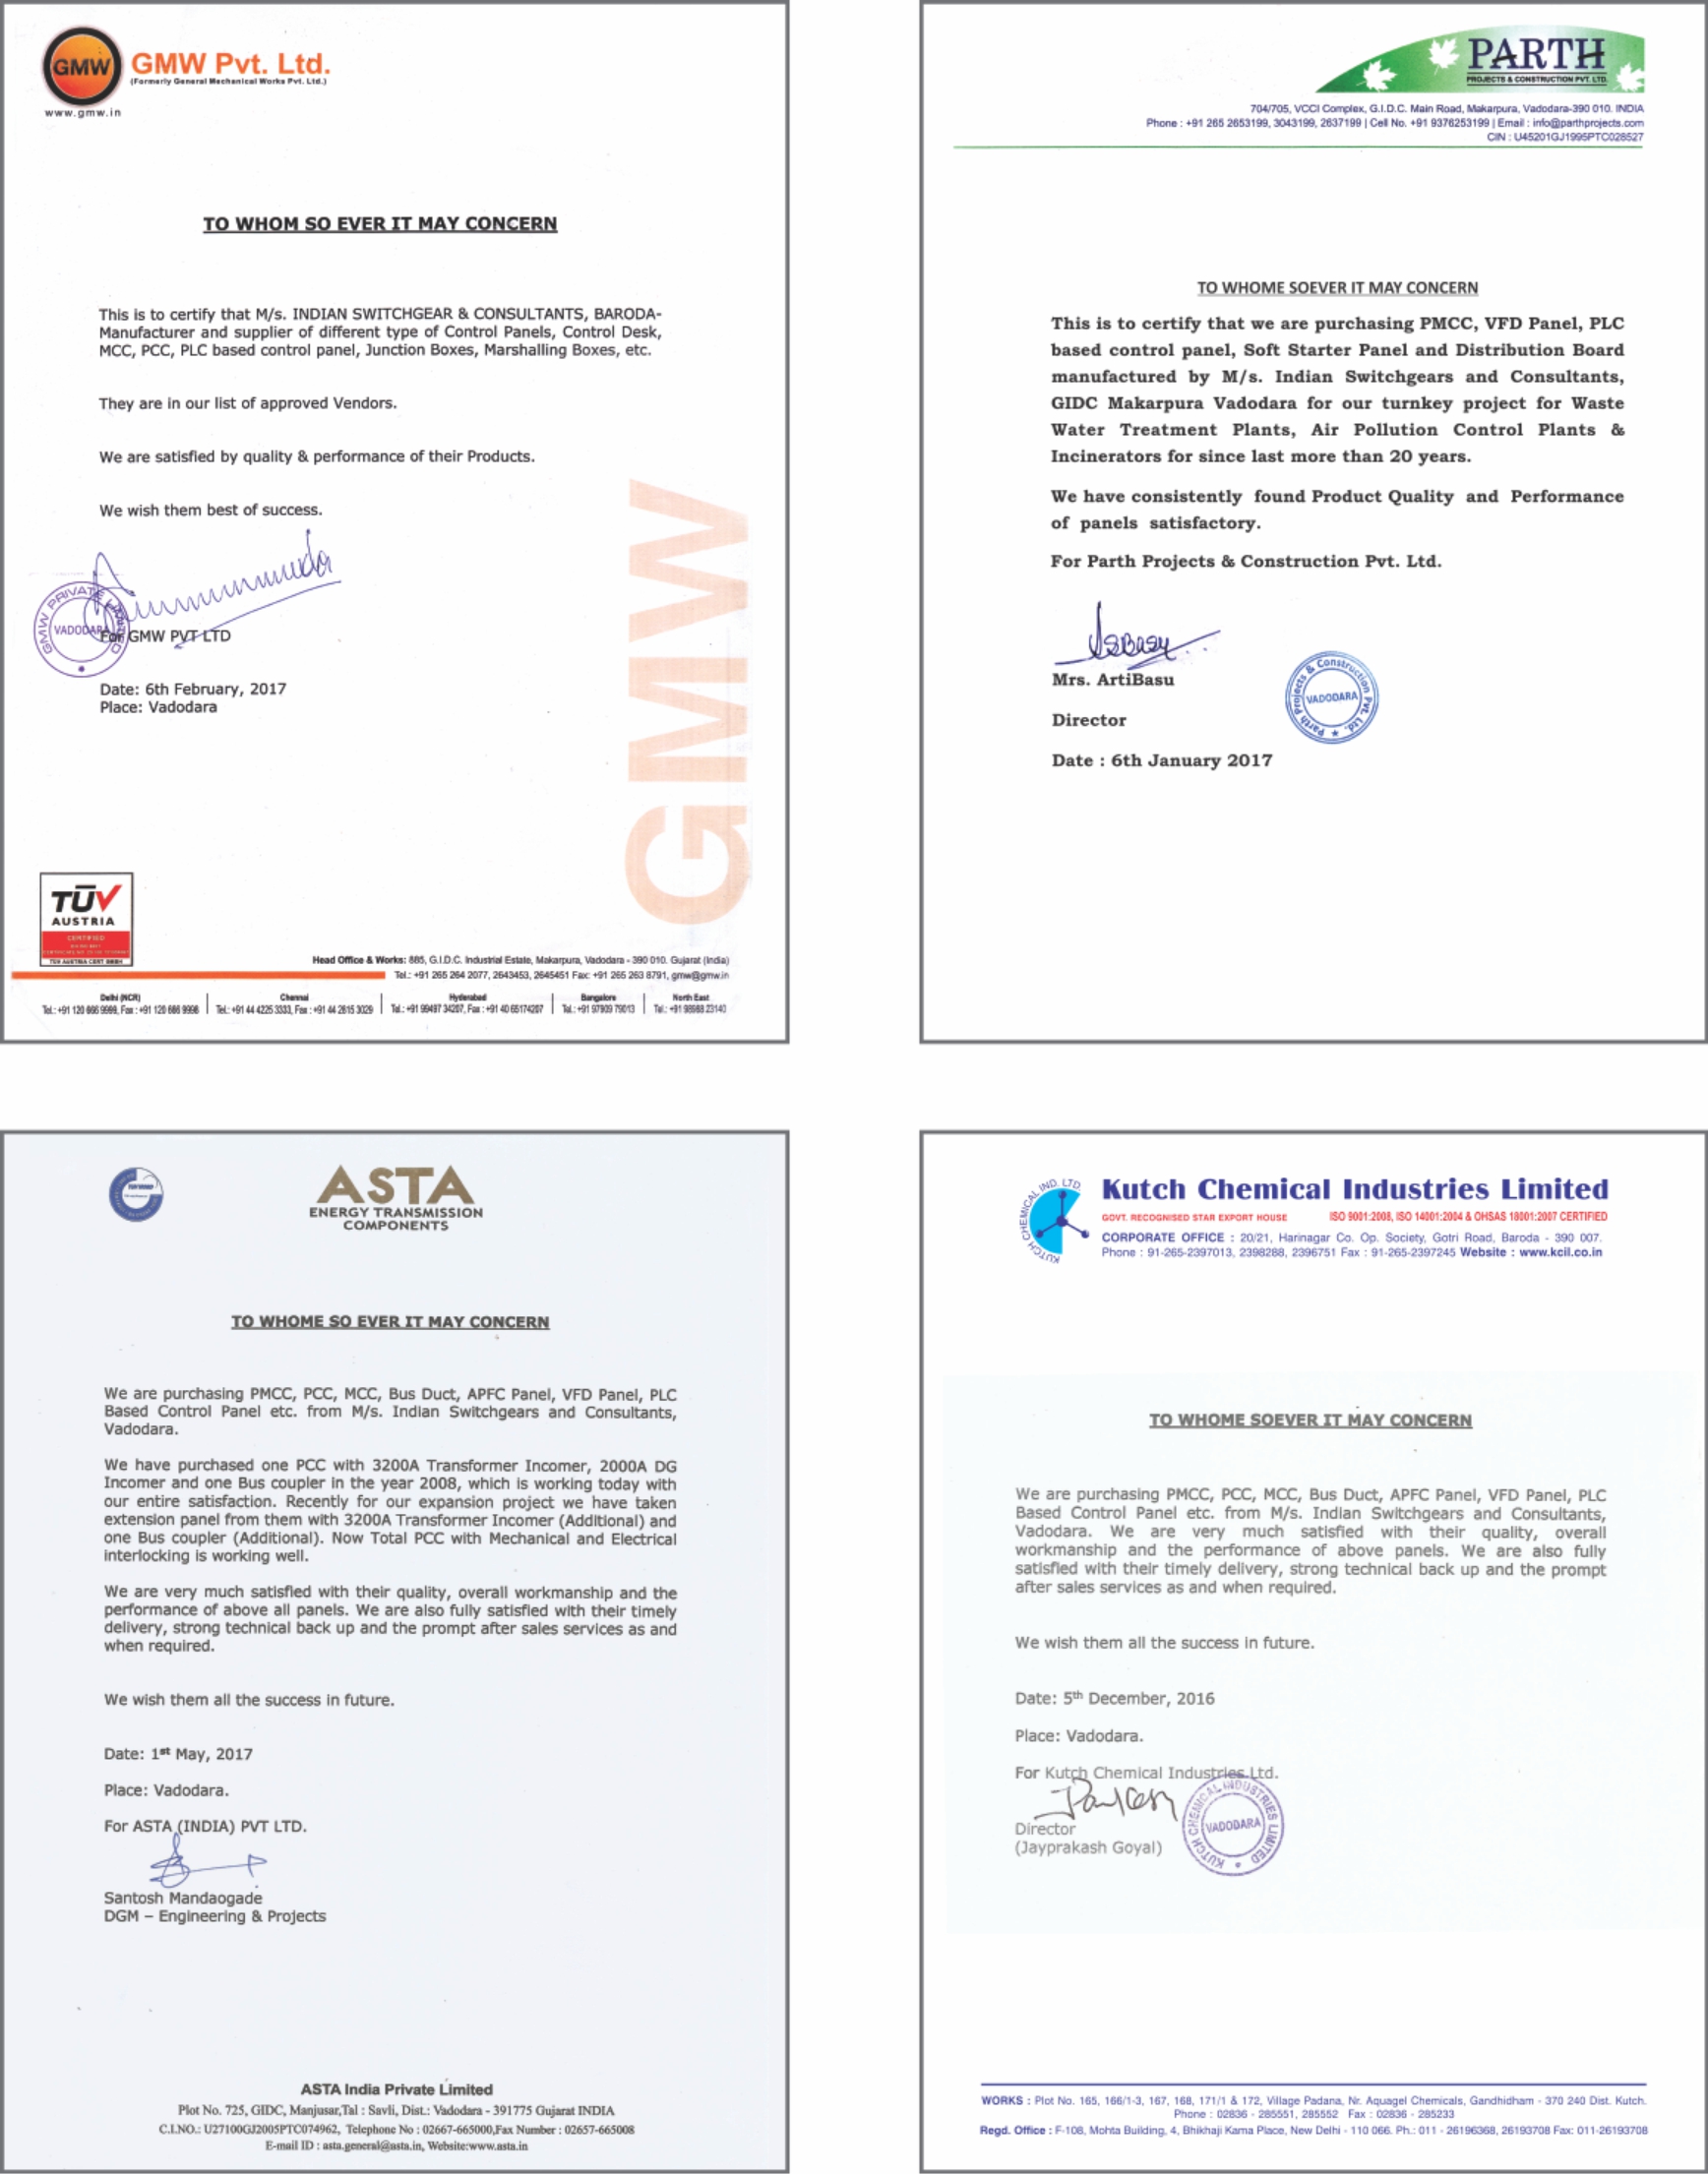 GMW
GMW Pvt. Ltd.
(Formerly General Mechanical Works Pvt. Ltd.)
www.gmw.in
TO WHOM SO EVER IT MAY CONCERN
This is to certify that M/s. INDIAN SWITCHGEAR & CONSULTANTS, BARODA-
Manufacturer and supplier of different type of Control Panels, Control Desk,
MCC, PCC, PLC based control panel, Junction Boxes, Marshalling Boxes, etc.
They are in our list of approved Vendors.
We are satisfied by quality & performance of their Products.
We wish them best of success.
GMW PRIVATE LIMITED
VADODARA
For GMW PVT LTD
Date: 6th February, 2017
Place: Vadodara
GMW
TÜV
AUSTRIA
CERTIFIED
TÜV AUSTRIA CERT GMBH
Head Office & Works: 885, G.I.D.C. Industrial Estate, Makarpura, Vadodara - 390 010. Gujarat (India)
Tel.: +91 265 264 2077, 2643453, 2645451 Fax: +91 265 263 8791, gmw@gmw.in
Delhi (NCR)
Tel.: +91 120 666 9999, Fax : +91 120 666 9998
Chennai
Tel.: +91 44 4225 3333, Fax : +91 44 2815 3029
Hyderabad
Tel.: +91 99497 34207, Fax : +91 40 65174207
Bangalore
Tel.: +91 97909 79013
North East
Tel.: +91 98988 23140
PARTH
PROJECTS & CONSTRUCTION PVT. LTD.
704/705, VCCI Complex, G.I.D.C. Main Road, Makarpura, Vadodara-390 010. INDIA
Phone : +91 265 2653199, 3043199, 2637199 | Cell No. +91 9376253199 | Email : info@parthprojects.com
CIN : U45201GJ1995PTC028527
TO WHOME SOEVER IT MAY CONCERN
This is to certify that we are purchasing PMCC, VFD Panel, PLC
based control panel, Soft Starter Panel and Distribution Board
manufactured by M/s. Indian Switchgears and Consultants,
GIDC Makarpura Vadodara for our turnkey project for Waste
Water Treatment Plants, Air Pollution Control Plants &
Incinerators for since last more than 20 years.
We have consistently found Product Quality and Performance
of panels satisfactory.
For Parth Projects & Construction Pvt. Ltd.
Mrs. ArtiBasu
Director
Date : 6th January 2017
Parth Projects & Construction Pvt. Ltd.
VADODARA
ASTA
ENERGY TRANSMISSION
COMPONENTS
TO WHOME SO EVER IT MAY CONCERN
We are purchasing PMCC, PCC, MCC, Bus Duct, APFC Panel, VFD Panel, PLC
Based Control Panel etc. from M/s. Indian Switchgears and Consultants,
Vadodara.
We have purchased one PCC with 3200A Transformer Incomer, 2000A DG
Incomer and one Bus coupler in the year 2008, which is working today with
our entire satisfaction. Recently for our expansion project we have taken
extension panel from them with 3200A Transformer Incomer (Additional) and
one Bus coupler (Additional). Now Total PCC with Mechanical and Electrical
interlocking is working well.
We are very much satisfied with their quality, overall workmanship and the
performance of above all panels. We are also fully satisfied with their timely
delivery, strong technical back up and the prompt after sales services as and
when required.
We wish them all the success in future.
Date: 1st May, 2017
Place: Vadodara.
For ASTA (INDIA) PVT LTD.
Santosh Mandaogade
DGM – Engineering & Projects
ASTA India Private Limited
Plot No. 725, GIDC, Manjusar,Tal : Savli, Dist.: Vadodara - 391775 Gujarat INDIA
C.I.NO.: U27100GJ2005PTC074962, Telephone No : 02667-665000,Fax Number : 02657-665008
E-mail ID : asta.general@asta.in, Website:www.asta.in
KUTCH CHEMICAL IND. LTD.
Kutch Chemical Industries Limited
GOVT. RECOGNISED STAR EXPORT HOUSE ISO 9001:2008, ISO 14001:2004 & OHSAS 18001:2007 CERTIFIED
CORPORATE OFFICE : 20/21, Harinagar Co. Op. Society, Gotri Road, Baroda - 390 007.
Phone : 91-265-2397013, 2398288, 2396751 Fax : 91-265-2397245 Website : www.kcil.co.in
TO WHOME SOEVER IT MAY CONCERN
We are purchasing PMCC, PCC, MCC, Bus Duct, APFC Panel, VFD Panel, PLC
Based Control Panel etc. from M/s. Indian Switchgears and Consultants,
Vadodara. We are very much satisfied with their quality, overall
workmanship and the performance of above panels. We are also fully
satisfied with their timely delivery, strong technical back up and the prompt
after sales services as and when required.
We wish them all the success in future.
Date: 5th December, 2016
Place: Vadodara.
For Kutch Chemical Industries Ltd.
Director
(Jayprakash Goyal)
KUTCH CHEMICAL INDUSTRIES LIMITED
VADODARA
WORKS : Plot No. 165, 166/1-3, 167, 168, 171/1 & 172, Village Padana, Nr. Aquagel Chemicals, Gandhidham - 370 240 Dist. Kutch.
Phone : 02836 - 285551, 285552 Fax : 02836 - 285233
Regd. Office : F-108, Mohta Building, 4, Bhikhaji Kama Place, New Delhi - 110 066. Ph.: 011 - 26196368, 26193708 Fax: 011-26193708